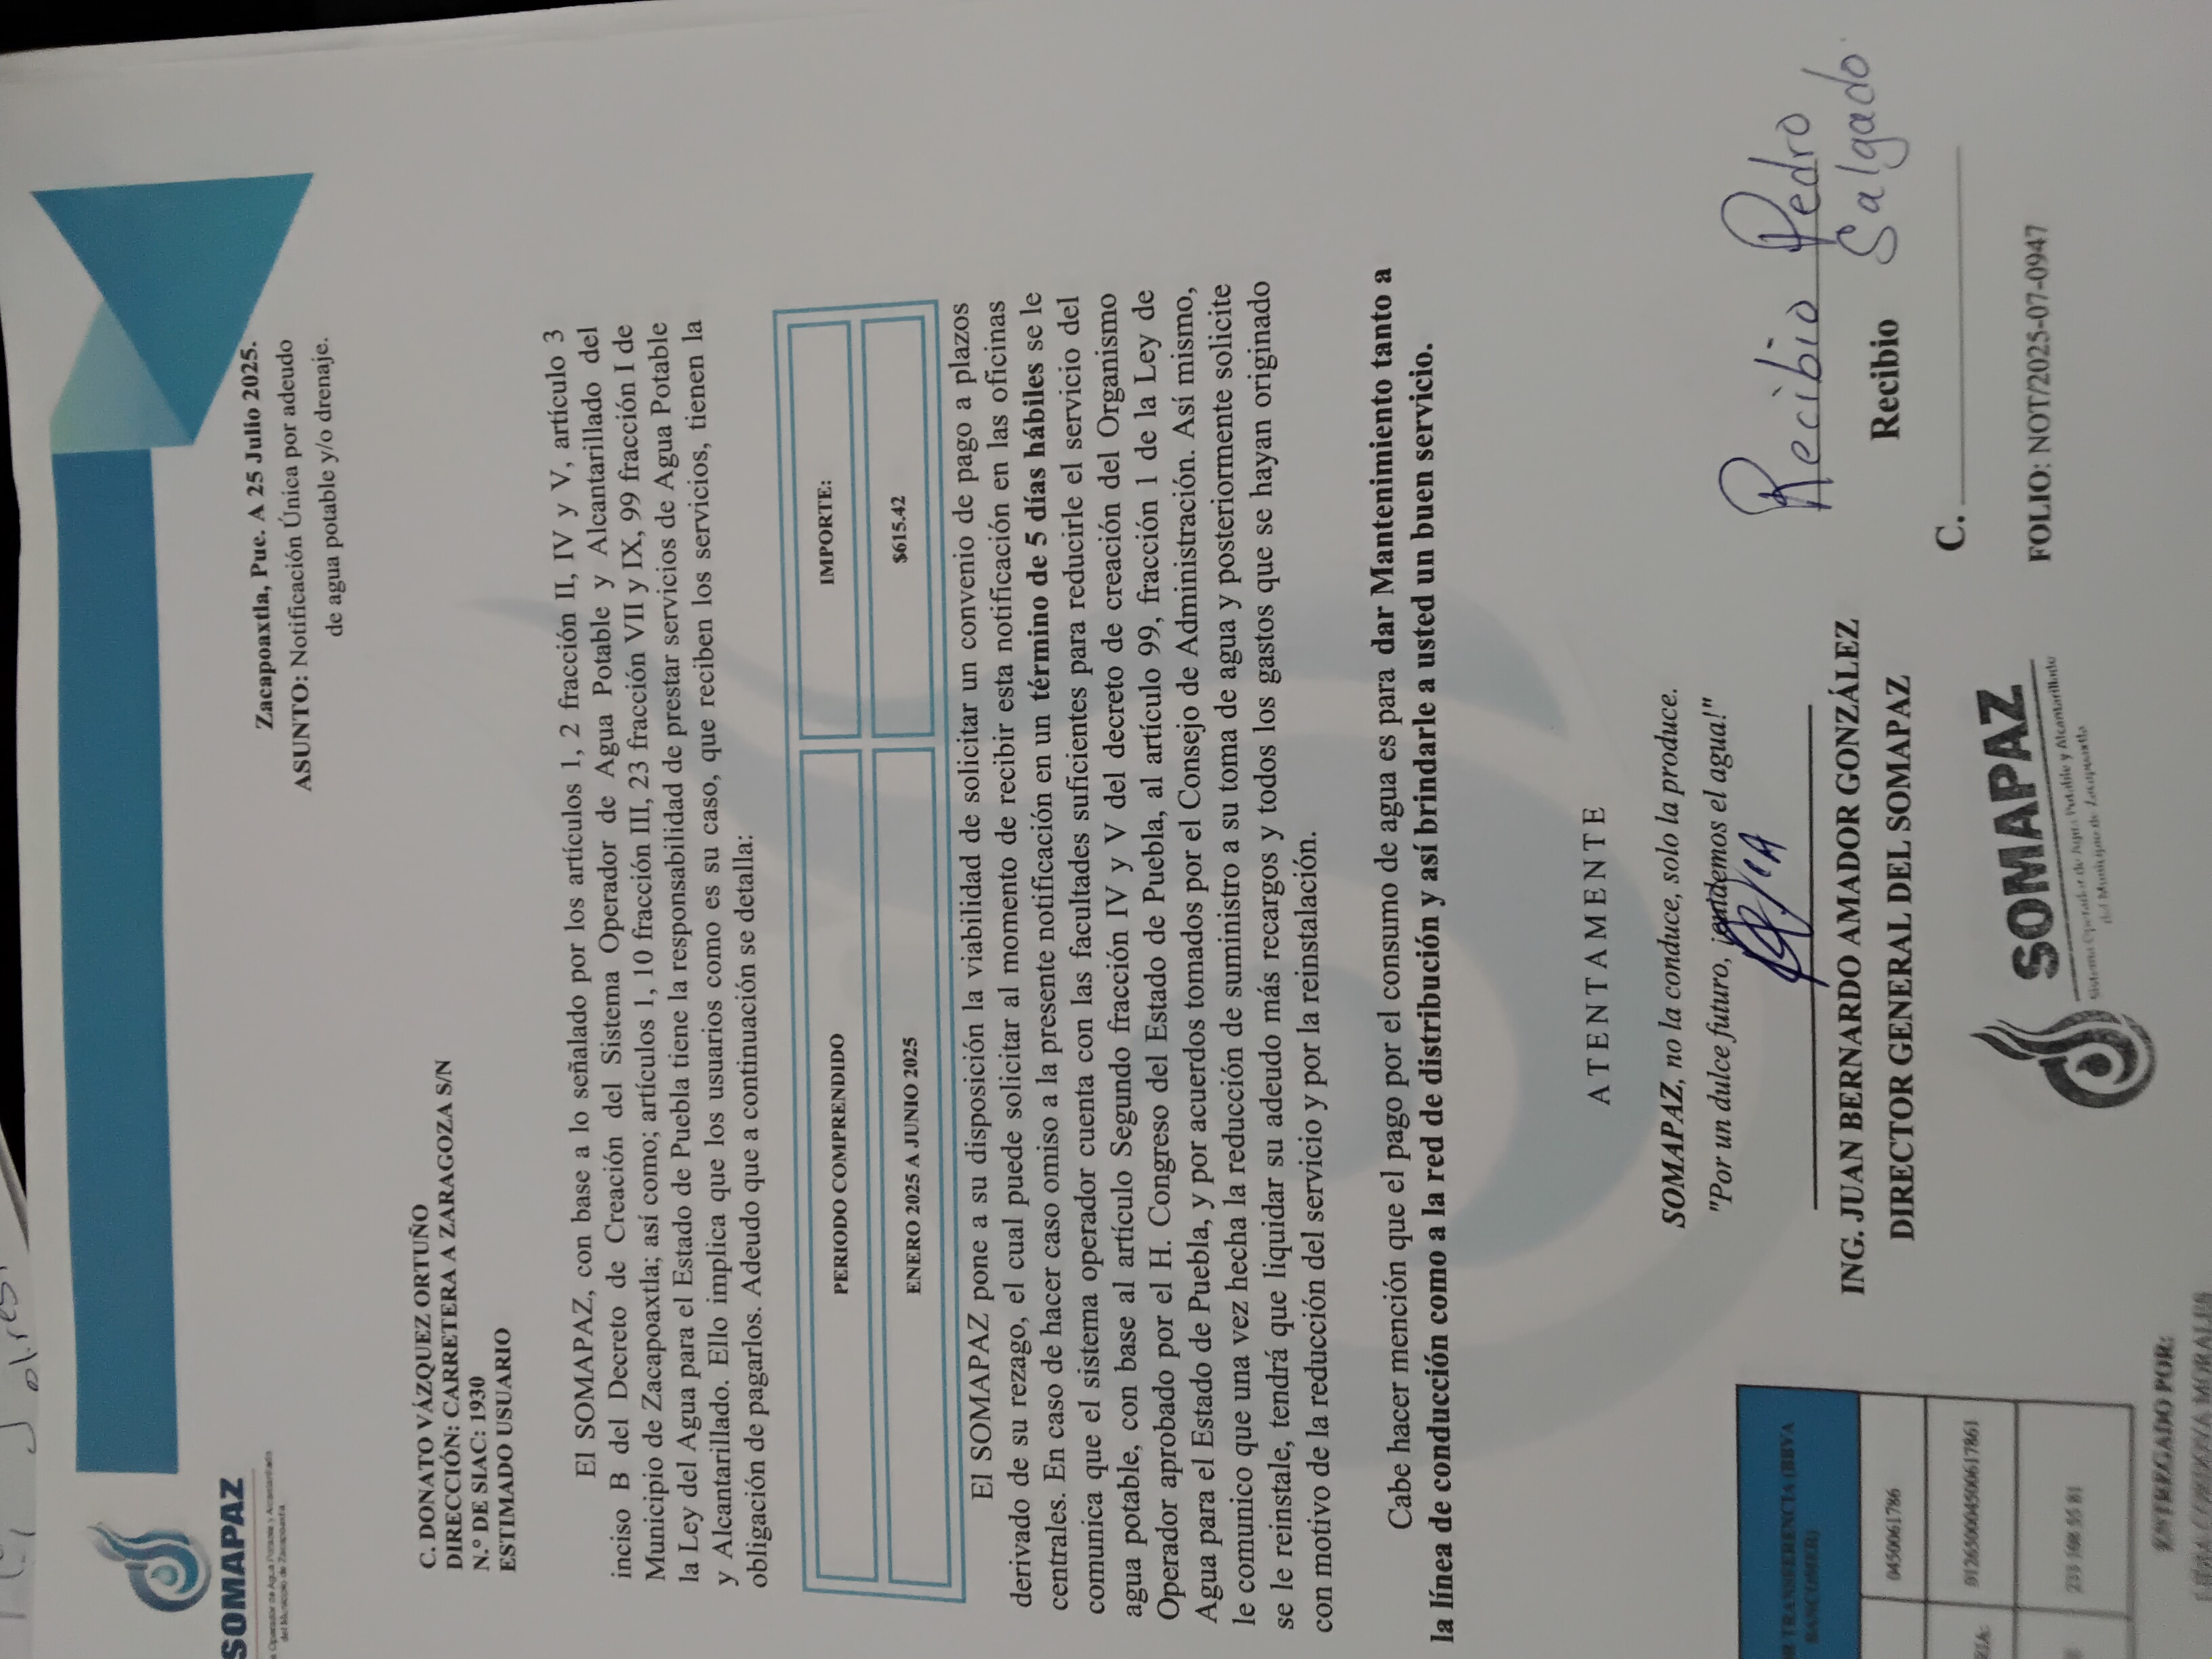 SOMAPAZ
Operador de Agua Potable y Alcantarillado
del Municipio de Zacapoaxtla
Zacapoaxtla, Pue. A 25 Julio 2025.
ASUNTO: Notificación Única por adeudo
de agua potable y/o drenaje.
C. DONATO VÁZQUEZ ORTUÑO
DIRECCIÓN: CARRETERA A ZARAGOZA S/N
N.º DE SIAC: 1930
ESTIMADO USUARIO
El SOMAPAZ, con base a lo señalado por los artículos 1, 2 fracción II, IV y V, artículo 3
inciso B del Decreto de Creación del Sistema Operador de Agua Potable y Alcantarillado del
Municipio de Zacapoaxtla; así como; artículos 1, 10 fracción III, 23 fracción VII y IX, 99 fracción I de
la Ley del Agua para el Estado de Puebla tiene la responsabilidad de prestar servicios de Agua Potable
y Alcantarillado. Ello implica que los usuarios como es su caso, que reciben los servicios, tienen la
obligación de pagarlos. Adeudo que a continuación se detalla:
PERIODO COMPRENDIDO
IMPORTE:
ENERO 2025 A JUNIO 2025
$615.42
El SOMAPAZ pone a su disposición la viabilidad de solicitar un convenio de pago a plazos
derivado de su rezago, el cual puede solicitar al momento de recibir esta notificación en las oficinas
centrales. En caso de hacer caso omiso a la presente notificación en un término de 5 días hábiles se le
comunica que el sistema operador cuenta con las facultades suficientes para reducirle el servicio del
agua potable, con base al artículo Segundo fracción IV y V del decreto de creación del Organismo
Operador aprobado por el H. Congreso del Estado de Puebla, al artículo 99, fracción 1 de la Ley de
Agua para el Estado de Puebla, y por acuerdos tomados por el Consejo de Administración. Así mismo,
le comunico que una vez hecha la reducción de suministro a su toma de agua y posteriormente solicite
se le reinstale, tendrá que liquidar su adeudo más recargos y todos los gastos que se hayan originado
con motivo de la reducción del servicio y por la reinstalación.
Cabe hacer mención que el pago por el consumo de agua es para dar Mantenimiento tanto a
la línea de conducción como a la red de distribución y así brindarle a usted un buen servicio.
ATENTAMENTE
SOMAPAZ, no la conduce, solo la produce.
"Por un dulce futuro, ¡cuidemos el agua!"
ING. JUAN BERNARDO AMADOR GONZÁLEZ
DIRECTOR GENERAL DEL SOMAPAZ
Recibio Pedro
Salgado
Recibio
C.
FOLIO: NOT/2025-07-0947
TRANSFERENCIA (BBVA
BANCOMER)
0450061786
012650004500617861
233 108 55 81
SOMAPAZ
Sistema Operador de Agua Potable y Alcantarillado
del Municipio de Zacapoaxtla
ENTREGADO POR:
CORDOVA MORALES